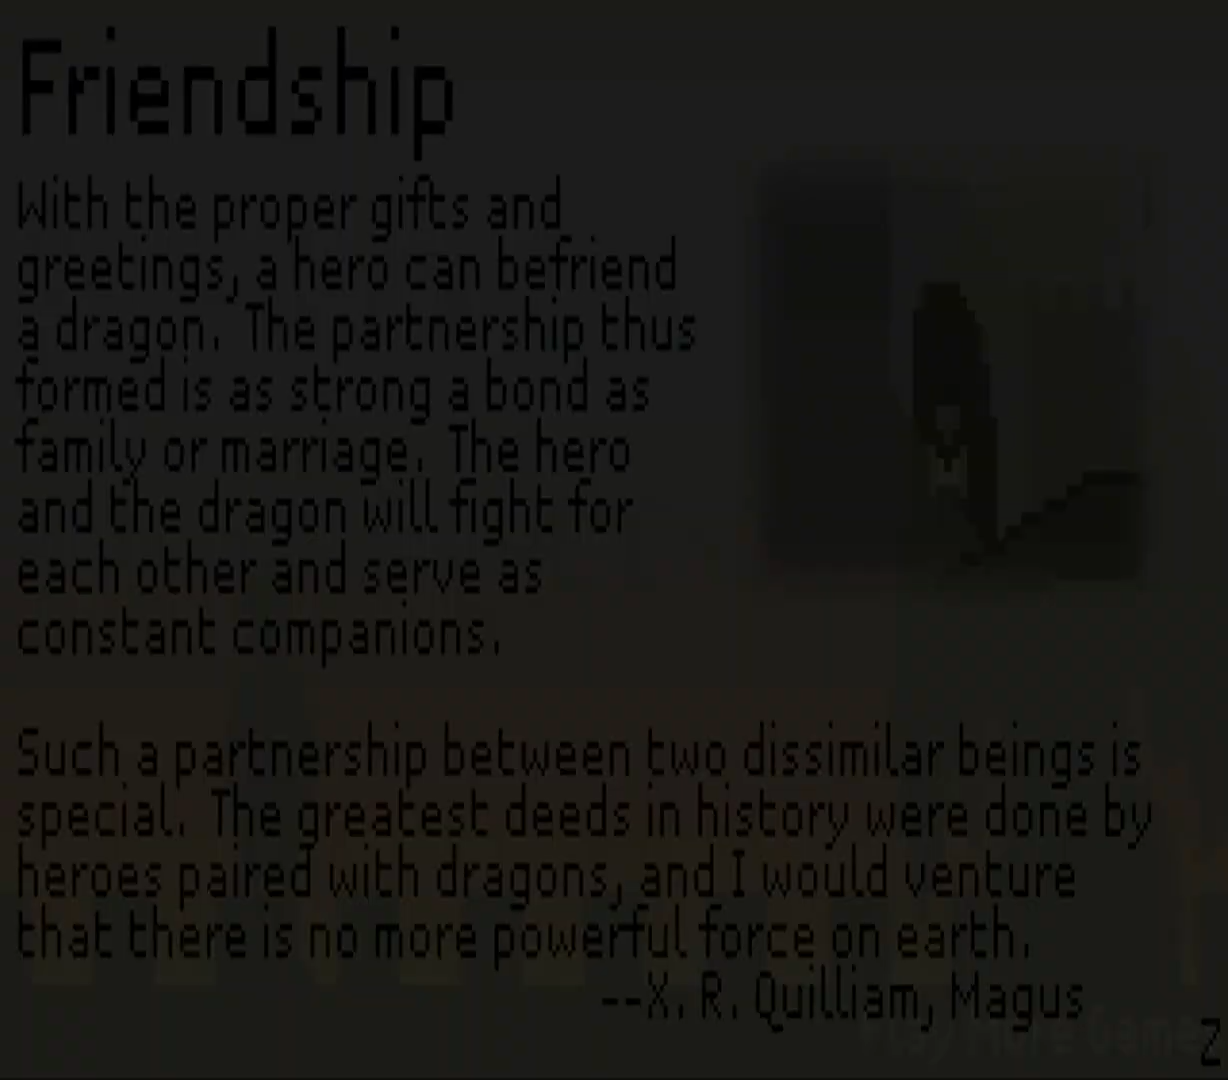 Friendship
With the proper gifts and
greetings, a hero can befriend
a dragon. The partnership thus
formed is as strong a bond as
family or marriage. The hero
and the dragon will fight for
each other and serve as
constant companions.
Such a partnership between two dissimilar beings is
special. The greatest deeds in history were done by
heroes paired with dragons, and I would venture
that there is no more powerful force on earth.
--X. R. Quilliam, Magus
Play More Games
Z